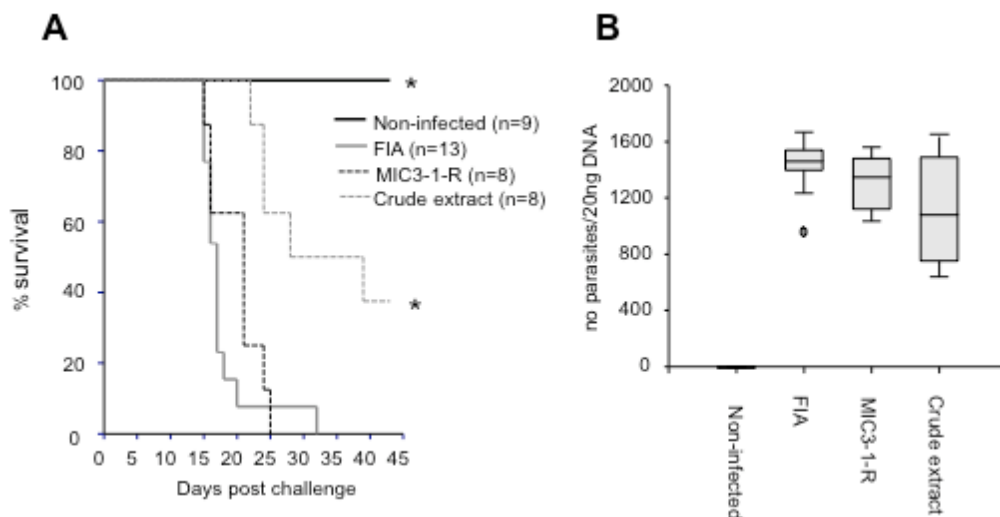 A
% survival
100
80
60
40
20
0
0 5 10 15 20 25 30 35 40 45
Days post challenge
Non-infected (n=9)
FIA (n=13)
MIC3-1-R (n=8)
Crude extract (n=8)
*
*
B
no parasites/20ng DNA
2000
1600
1200
800
400
0
Non-infected
FIA
MIC3-1-R
Crude extract